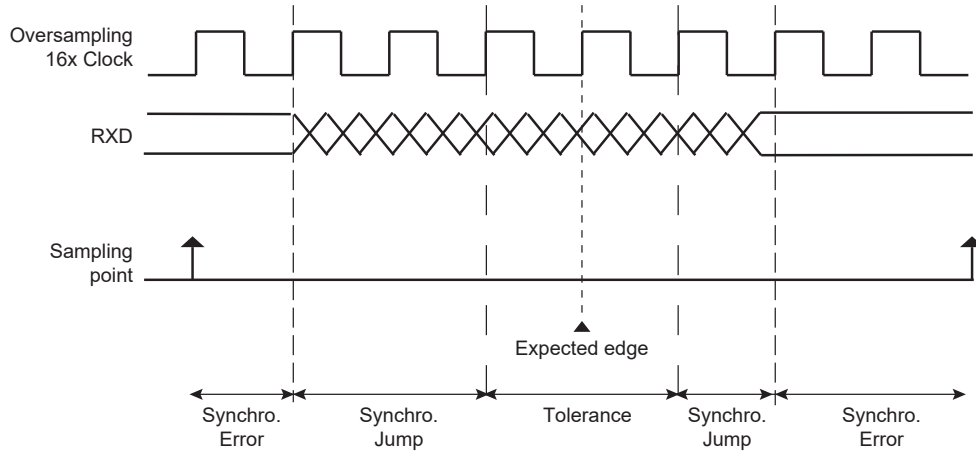 Oversampling
16x Clock
RXD
Sampling
point
Expected edge
Synchro.
Error
Synchro.
Jump
Tolerance
Synchro.
Jump
Synchro.
Error